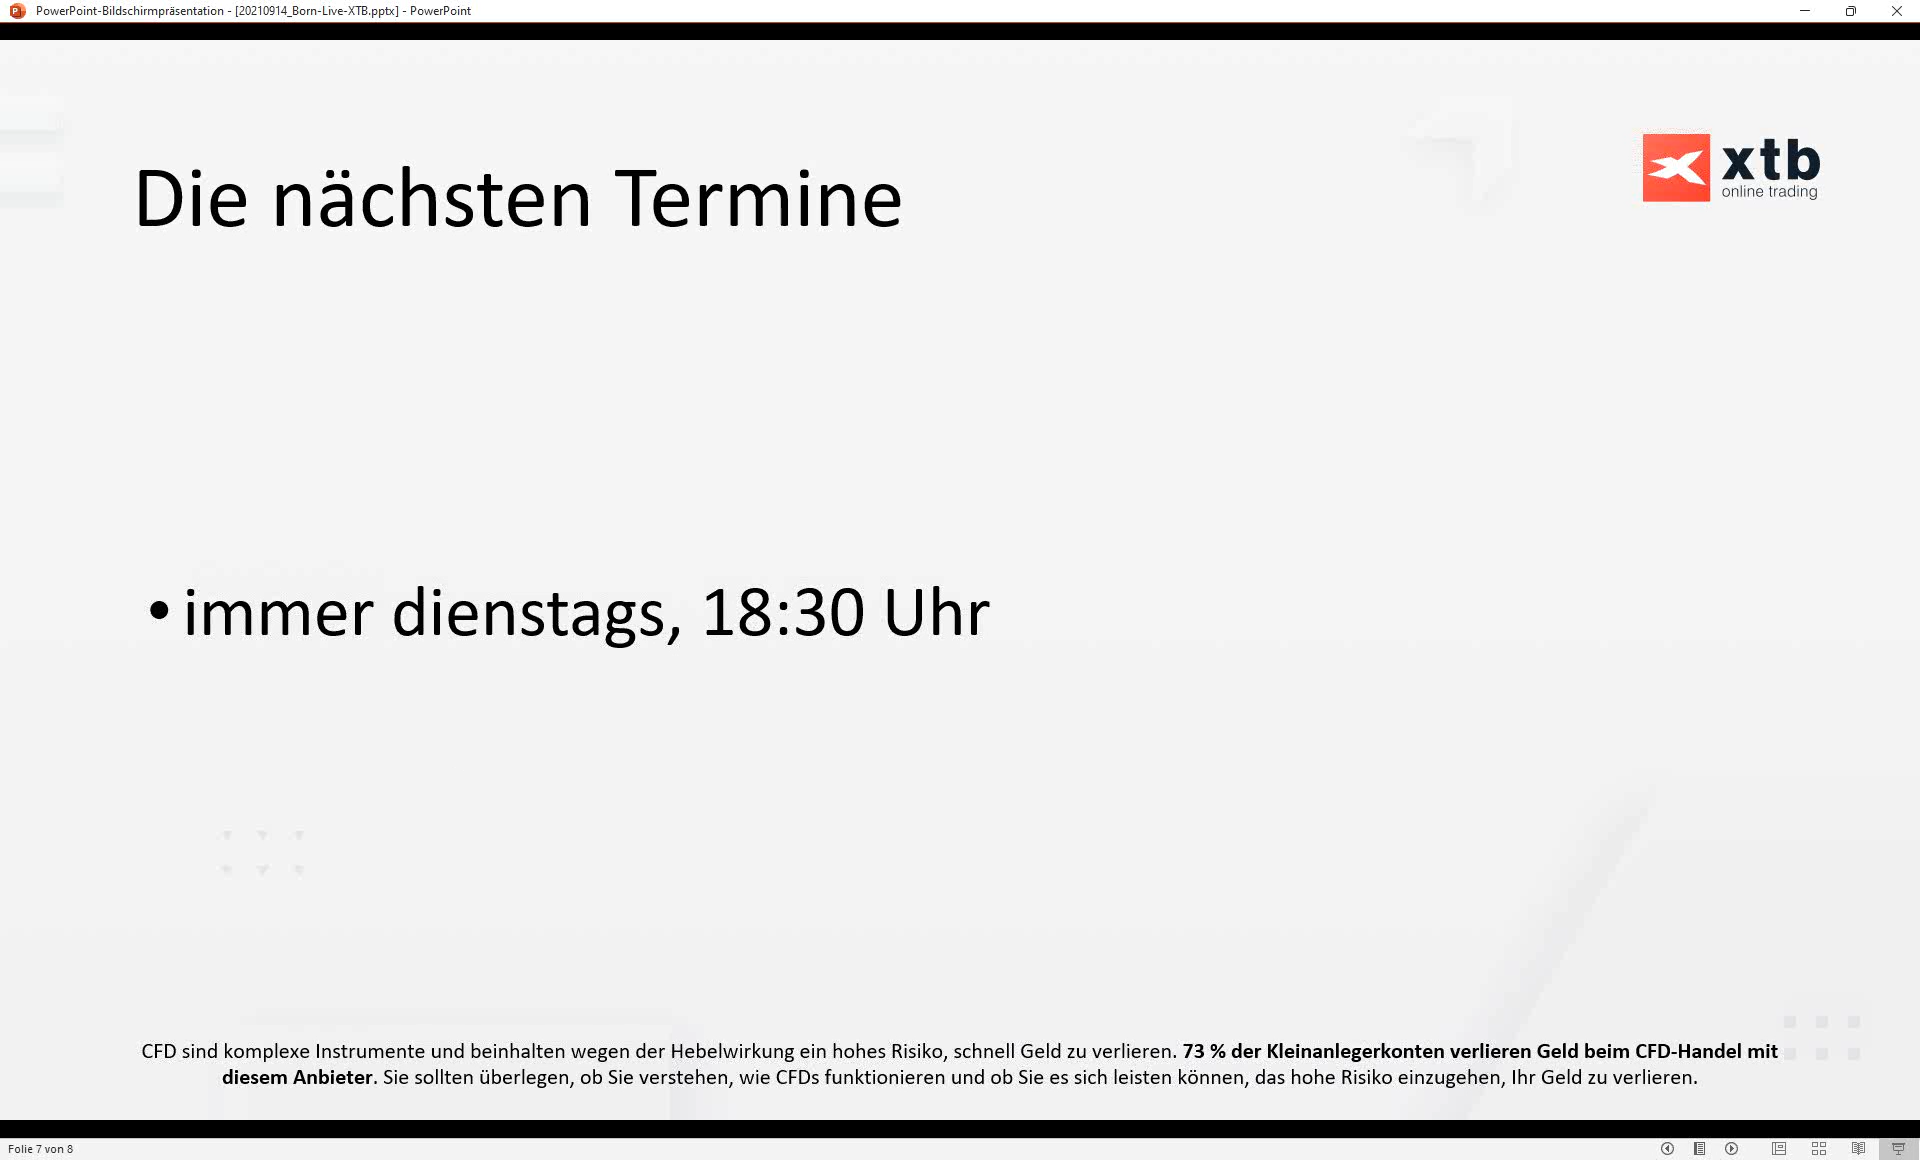 PowerPoint-Bildschirmpräsentation - [20210914_Born-Live-XTB.pptx] - PowerPoint
xtb
online trading
Die nächsten Termine
• immer dienstags, 18:30 Uhr
CFD sind komplexe Instrumente und beinhalten wegen der Hebelwirkung ein hohes Risiko, schnell Geld zu verlieren. 73 % der Kleinanlegerkonten verlieren Geld beim CFD-Handel mit
diesem Anbieter. Sie sollten überlegen, ob Sie verstehen, wie CFDs funktionieren und ob Sie es sich leisten können, das hohe Risiko einzugehen, Ihr Geld zu verlieren.
Folie 7 von 8